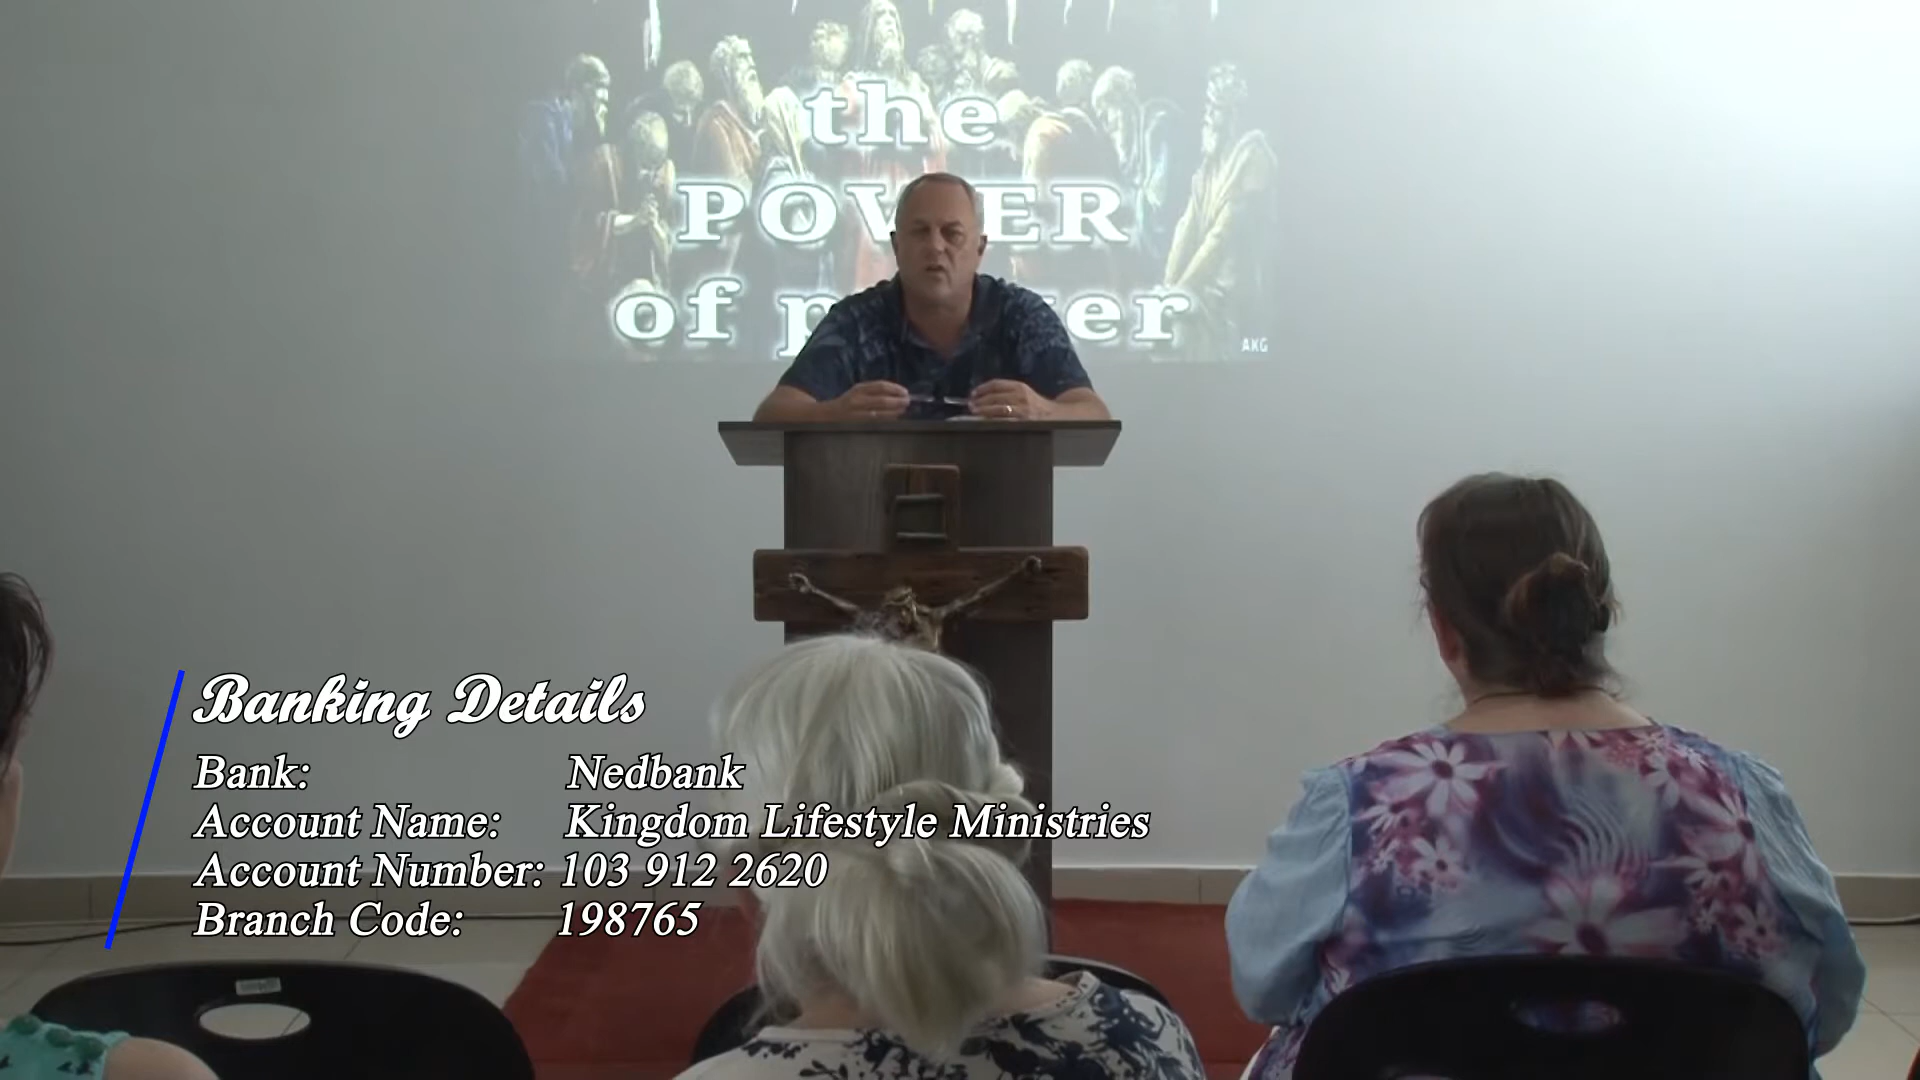 the
POWER
of
AKG
Banking Details
Bank: Nedbank
Account Name: Kingdom Lifestyle Ministries
Account Number: 103 912 2620
Branch Code: 198765